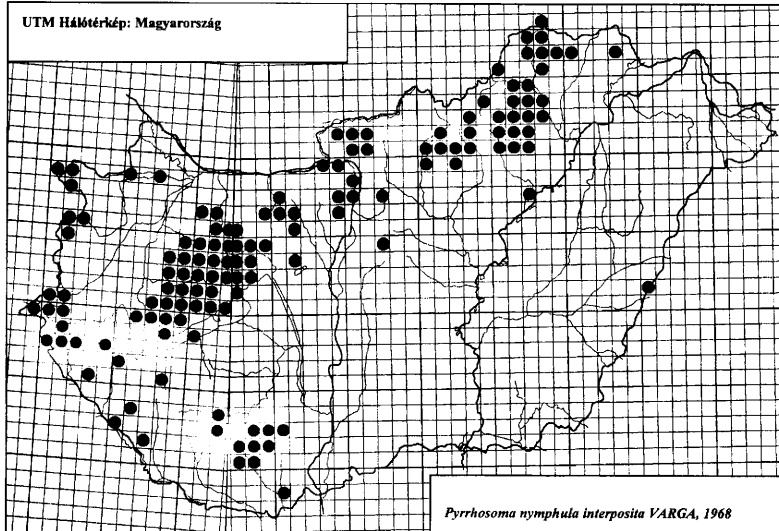 UTM Hálótérkép: Magyarország
Pyrrhosoma nymphula interposita VARGA, 1968